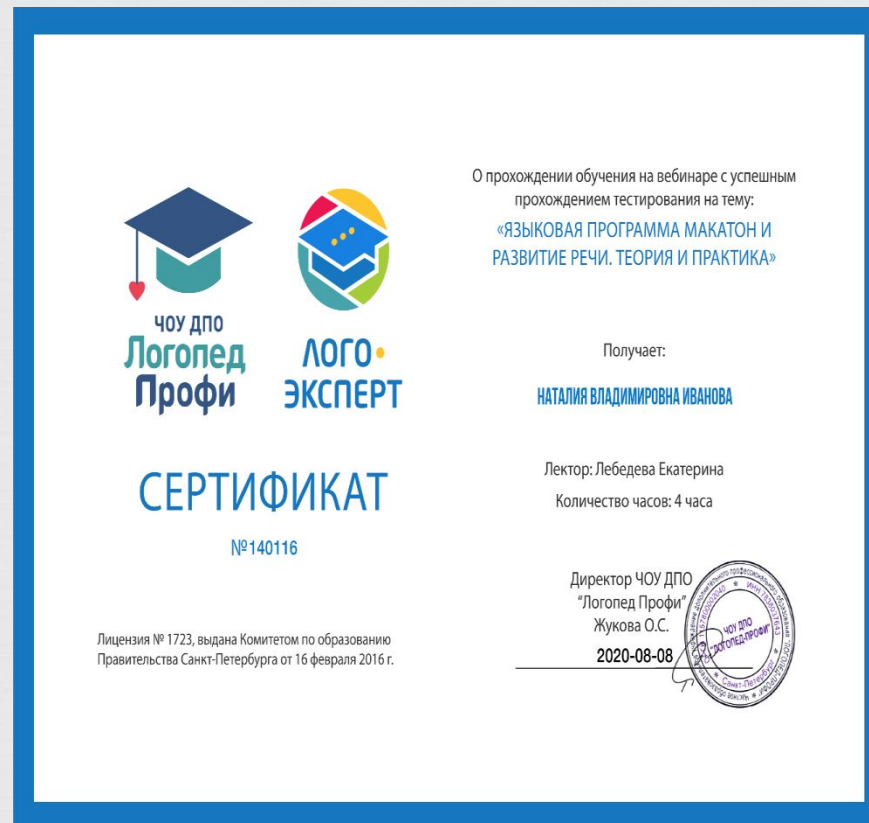 ЧОУ ДПО
Логопед
Профи
ЛОГО•
ЭКСПЕРТ
СЕРТИФИКАТ
№140116
Лицензия № 1723, выдана Комитетом по образованию
Правительства Санкт-Петербурга от 16 февраля 2016 г.
О прохождении обучения на вебинаре с успешным
прохождением тестирования на тему:
«ЯЗЫКОВАЯ ПРОГРАММА МАКАТОН И
РАЗВИТИЕ РЕЧИ. ТЕОРИЯ И ПРАКТИКА»
Получает:
НАТАЛИЯ ВЛАДИМИРОВНА ИВАНОВА
Лектор: Лебедева Екатерина
Количество часов: 4 часа
Директор ЧОУ ДПО
"Логопед Профи"
Жукова О.С.
2020-08-08
ЧОУ ДПО
"ЛОГОПЕД-ПРОФИ"
Санкт-Петербург